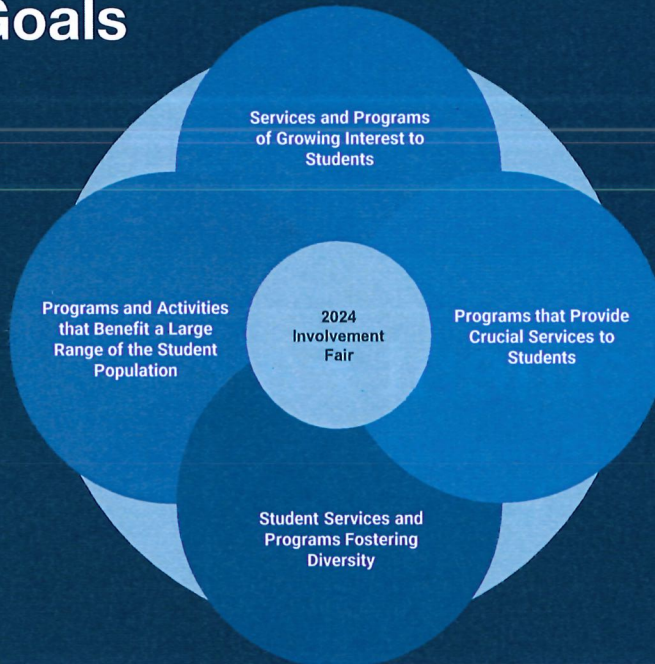 Goals
Services and Programs
of Growing Interest to
Students
Programs and Activities
that Benefit a Large
Range of the Student
Population
2024
Involvement
Fair
Programs that Provide
Crucial Services to
Students
Student Services and
Programs Fostering
Diversity